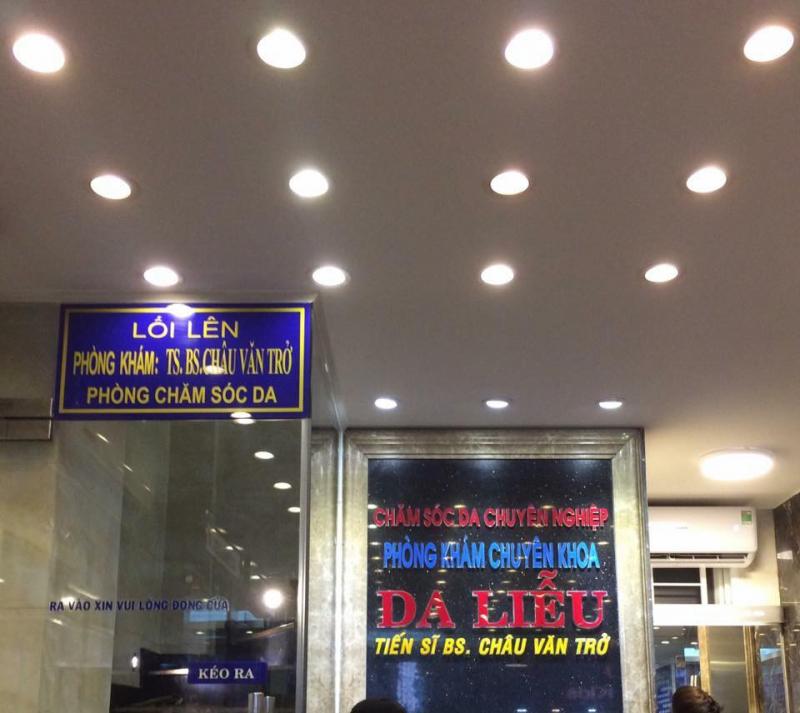 LỐI LÊN
PHÒNG KHÁM: TS. BS. CHÂU VĂN TRỞ
PHÒNG CHĂM SÓC DA
CHĂM SÓC DA CHUYÊN NGHIỆP
PHÒNG KHÁM CHUYÊN KHOA
DA LIỄU
TIẾN SĨ BS. CHÂU VĂN TRỞ
RA VÀO XIN VUI LÒNG ĐÓNG CỬA
KÉO RA